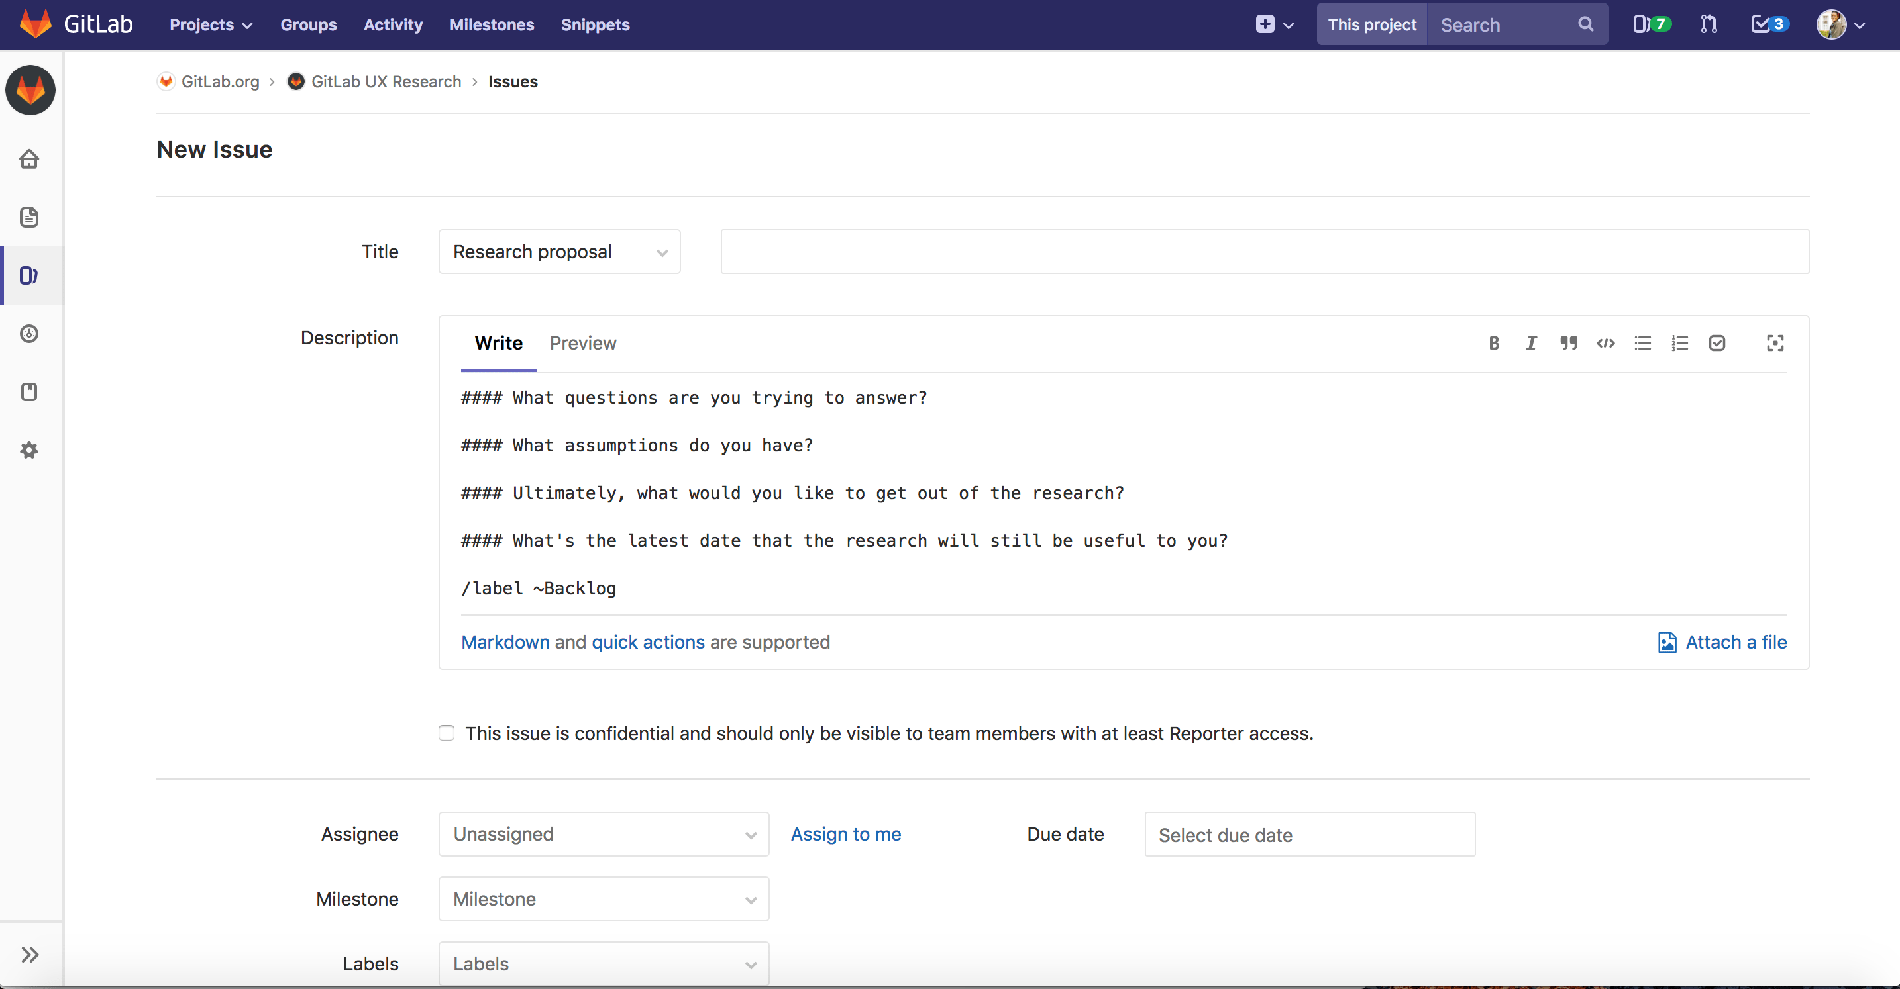 GitLab Projects Groups Activity Milestones Snippets This project Search 7 3
GitLab.org › GitLab UX Research › Issues
New Issue
Title Research proposal
Description Write Preview B I
#### What questions are you trying to answer?
#### What assumptions do you have?
#### Ultimately, what would you like to get out of the research?
#### What's the latest date that the research will still be useful to you?
/label ~Backlog
Markdown and quick actions are supported Attach a file
This issue is confidential and should only be visible to team members with at least Reporter access.
Assignee Unassigned Assign to me Due date Select due date
Milestone Milestone
Labels Labels